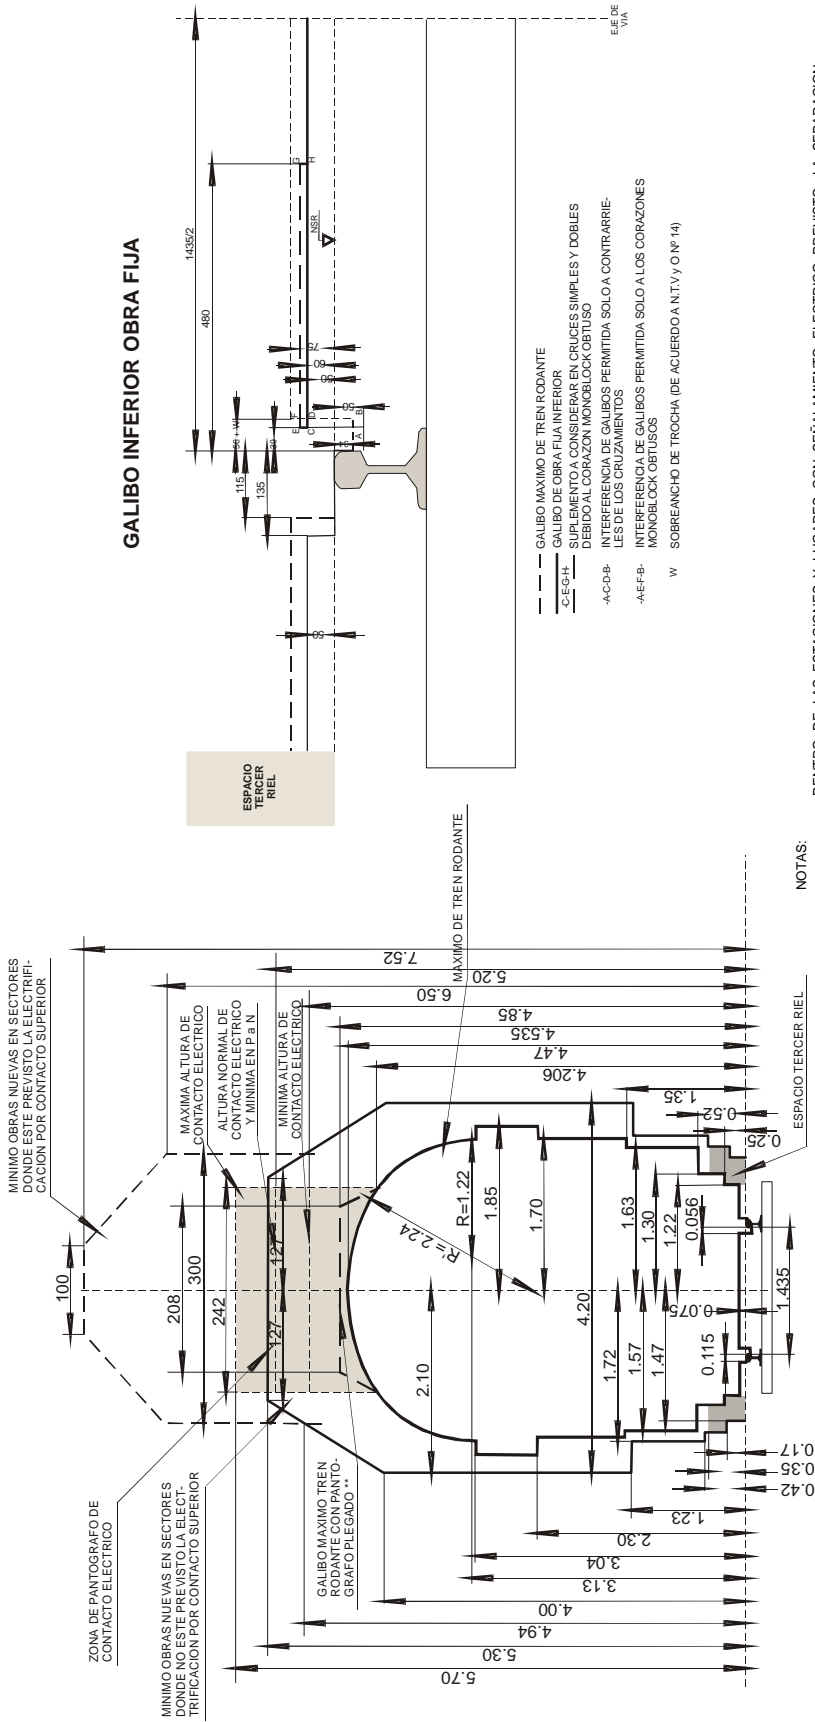 GALIBO INFERIOR OBRA FIJA
1435/2
480
56 + W
39
115
135
75
60
50
50
50
NSR
E
F
C
D
A
B
G
H
EJE DE
VIA
ESPACIO
TERCER
RIEL
GALIBO MAXIMO DE TREN RODANTE
GALIBO DE OBRA FIJA INFERIOR
-C-E-G-H- SUPLEMENTO A CONSIDERAR EN CRUCES SIMPLES Y DOBLES
DEBIDO AL CORAZON MONOBLOCK OBTUSO
-A-C-D-B- INTERFERENCIA DE GALIBOS PERMITIDA SOLO A CONTRARRIE-
LES DE LOS CRUZAMIENTOS
-A-E-F-B- INTERFERENCIA DE GALIBOS PERMITIDA SOLO A LOS CORAZONES
MONOBLOCK OBTUSOS
W SOBREANCHO DE TROCHA (DE ACUERDO A N.T.V y O Nº 14)
MINIMO OBRAS NUEVAS EN SECTORES
DONDE ESTE PREVISTO LA ELECTRIFI-
CACION POR CONTACTO SUPERIOR
MAXIMA ALTURA DE
CONTACTO ELECTRICO
ALTURA NORMAL DE
CONTACTO ELECTRICO
Y MINIMA EN P a N
MINIMA ALTURA DE
CONTACTO ELECTRICO
MAXIMO DE TREN RODANTE
ZONA DE PANTOGRAFO DE
CONTACTO ELECTRICO
MINIMO OBRAS NUEVAS EN SECTORES
DONDE NO ESTE PREVISTO LA ELECT-
TRIFICACION POR CONTACTO SUPERIOR
GALIBO MAXIMO TREN
RODANTE CON PANTO-
GRAFO PLEGADO **
ESPACIO TERCER RIEL
100
208
300
242
127
127
R=1.22
R'=2.24
1.85
1.70
2.10
4.20
1.63
1.30
1.22
0.056
1.72
1.57
1.47
0.115
0.075
1.435
7.52
5.20
6.50
4.85
4.535
4.47
4.206
1.35
0.52
0.25
0.17
0.35
0.42
1.23
2.30
3.04
3.13
4.00
4.94
5.30
5.70
NOTAS: